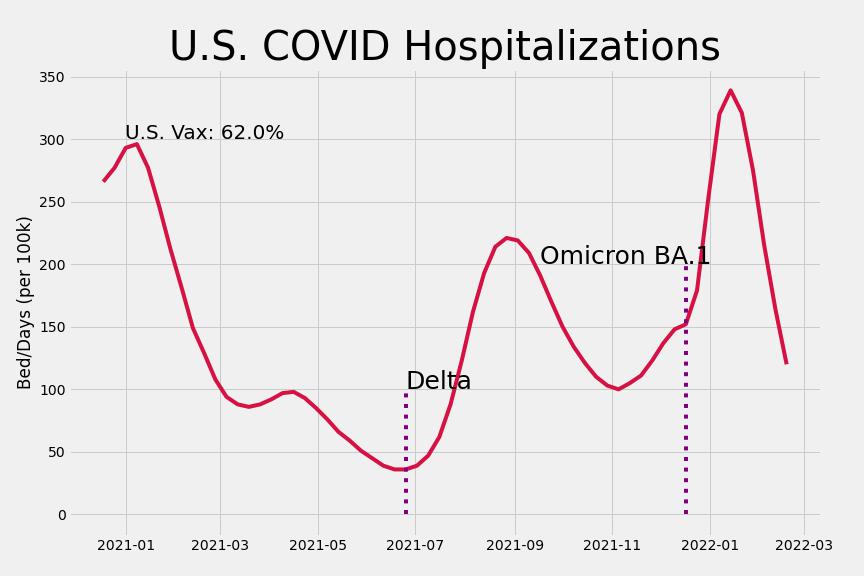 U.S. COVID Hospitalizations
Bed/Days (per 100k)
350
300
250
200
150
100
50
0
U.S. Vax: 62.0%
Omicron BA.1
Delta
2021-01 2021-03 2021-05 2021-07 2021-09 2021-11 2022-01 2022-03